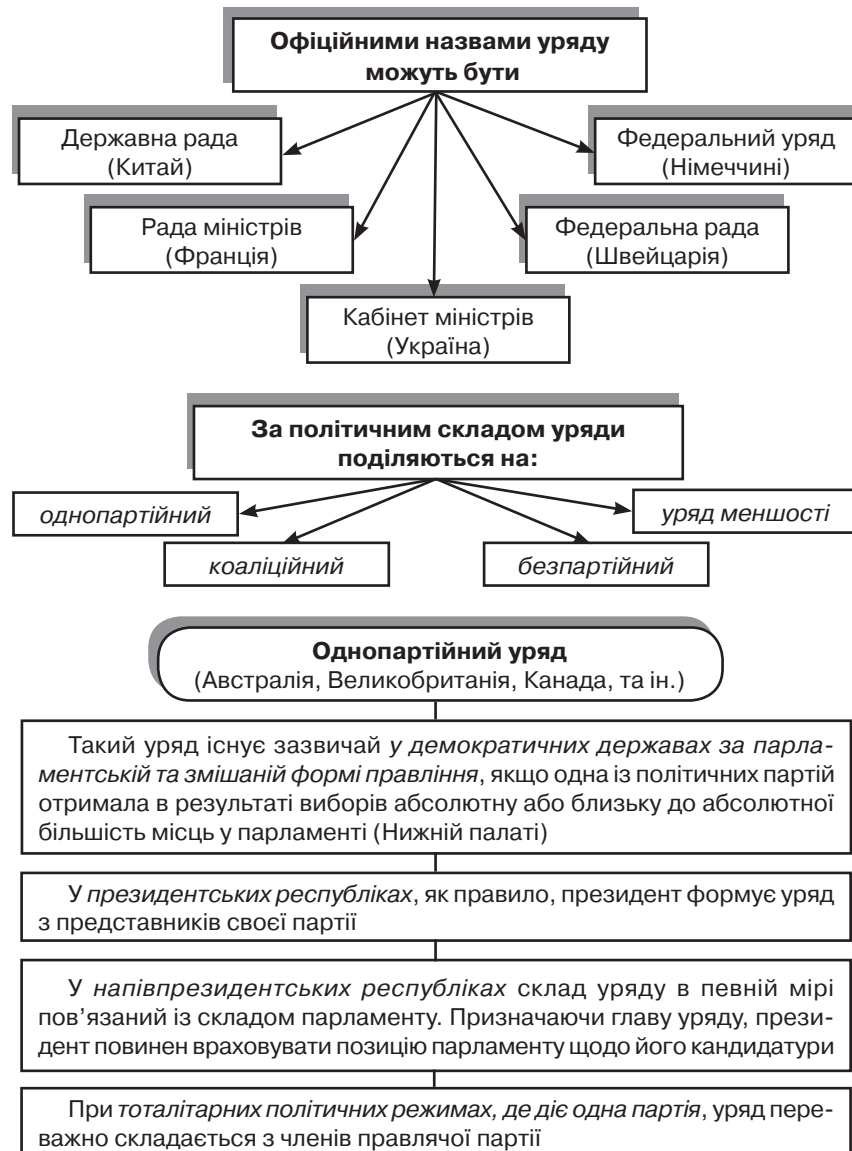 Офіційними назвами уряду
можуть бути
Державна рада
(Китай)
Федеральний уряд
(Німеччині)
Рада міністрів
(Франція)
Федеральна рада
(Швейцарія)
Кабінет міністрів
(Україна)
За політичним складом уряди
поділяються на:
однопартійний
уряд меншості
коаліційний
безпартійний
Однопартійний уряд
(Австралія, Великобританія, Канада, та ін.)
Такий уряд існує зазвичай у демократичних державах за парла-
ментській та змішаній формі правління, якщо одна із політичних партій
отримала в результаті виборів абсолютну або близьку до абсолютної
більшість місць у парламенті (Нижній палаті)
У президентських республіках, як правило, президент формує уряд
з представників своєї партії
У напівпрезидентських республіках склад уряду в певній мірі
пов’язаний із складом парламенту. Призначаючи главу уряду, прези-
дент повинен враховувати позицію парламенту щодо його кандидатури
При тоталітарних політичних режимах, де діє одна партія, уряд пере-
важно складається з членів правлячої партії